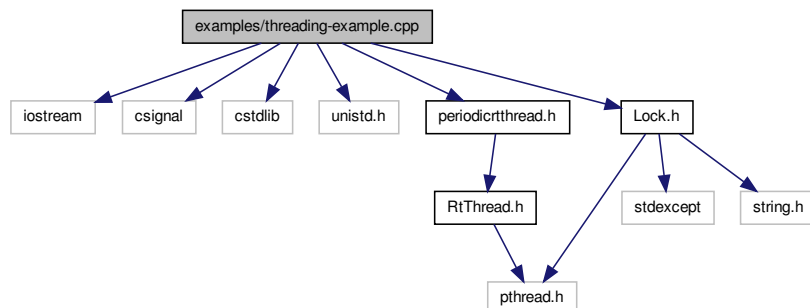 examples/threading-example.cpp
iostream
csignal
cstdlib
unistd.h
periodicrtthread.h
Lock.h
RtThread.h
stdexcept
string.h
pthread.h